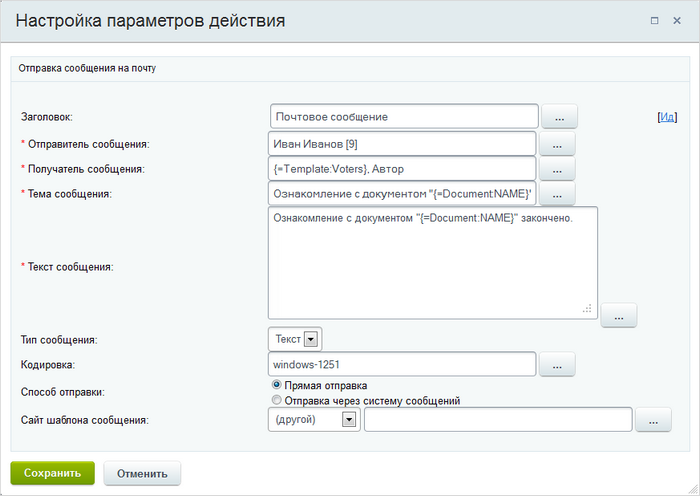 Настройка параметров действия
Отправка сообщения на почту
Заголовок: Почтовое сообщение ... [Ид]
* Отправитель сообщения: Иван Иванов [9] ...
* Получатель сообщения: {=Template:Voters}, Автор ...
* Тема сообщения: Ознакомление с документом "{=Document:NAME}" ...
Ознакомление с документом "{=Document:NAME}" закончено.
* Текст сообщения:
...
Тип сообщения: Текст
Кодировка: windows-1251 ...
Способ отправки: Прямая отправка
Отправка через систему сообщений
Сайт шаблона сообщения: (другой) ...
Сохранить Отменить